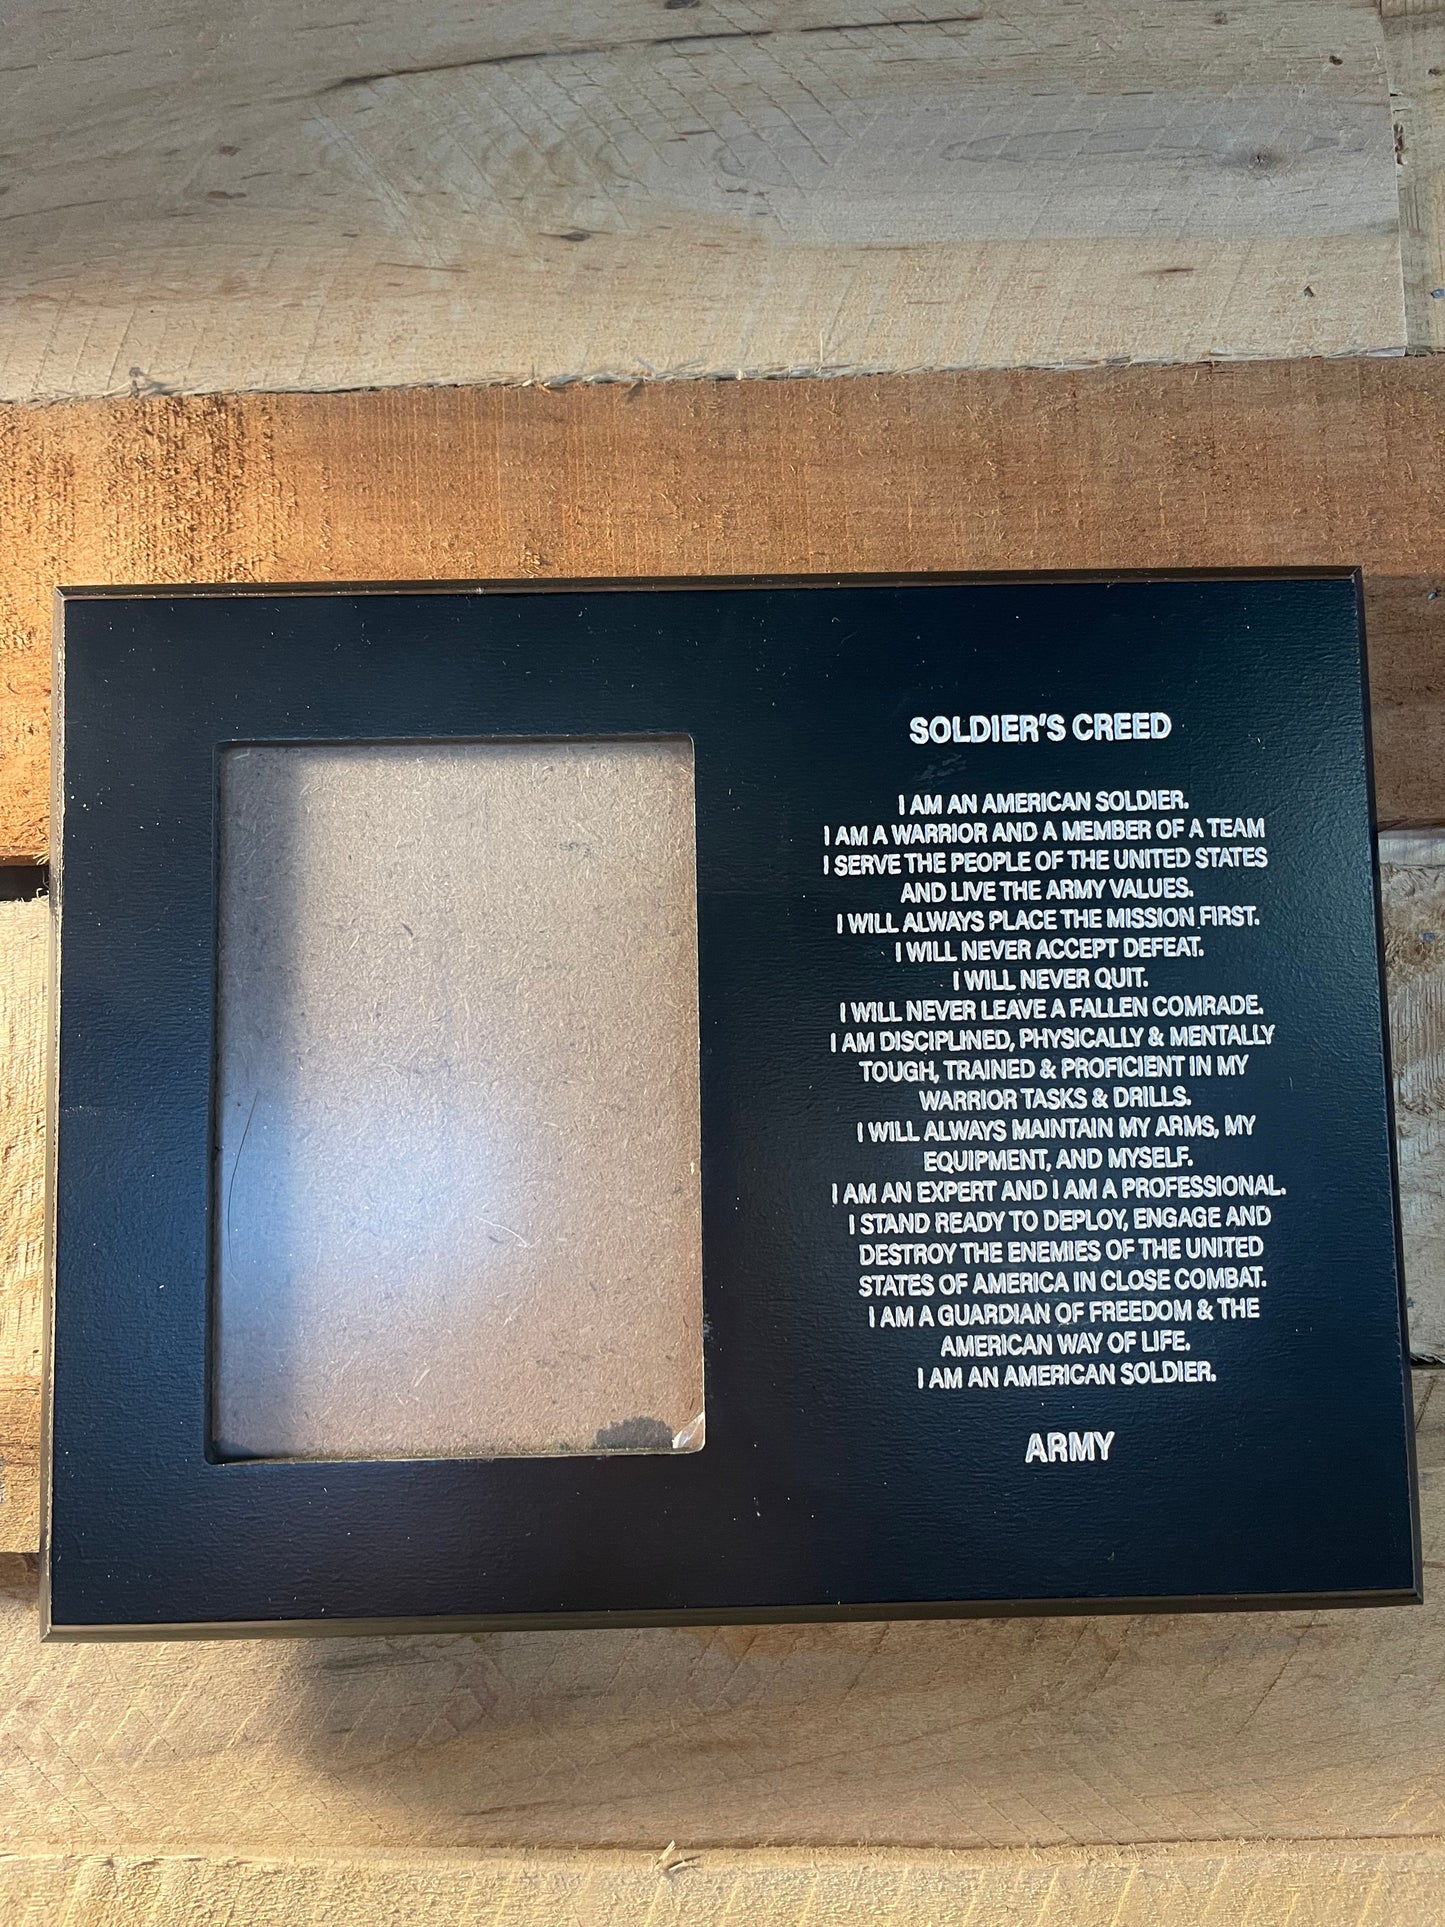 SOLDIER'S CREED
I AM AN AMERICAN SOLDIER.
I AM A WARRIOR AND A MEMBER OF A TEAM
I SERVE THE PEOPLE OF THE UNITED STATES
AND LIVE THE ARMY VALUES.
I WILL ALWAYS PLACE THE MISSION FIRST.
I WILL NEVER ACCEPT DEFEAT.
I WILL NEVER QUIT.
I WILL NEVER LEAVE A FALLEN COMRADE.
I AM DISCIPLINED, PHYSICALLY & MENTALLY
TOUGH, TRAINED & PROFICIENT IN MY
WARRIOR TASKS & DRILLS.
I WILL ALWAYS MAINTAIN MY ARMS, MY
EQUIPMENT, AND MYSELF.
I AM AN EXPERT AND I AM A PROFESSIONAL.
I STAND READY TO DEPLOY, ENGAGE AND
DESTROY THE ENEMIES OF THE UNITED
STATES OF AMERICA IN CLOSE COMBAT.
I AM A GUARDIAN OF FREEDOM & THE
AMERICAN WAY OF LIFE.
I AM AN AMERICAN SOLDIER.
ARMY